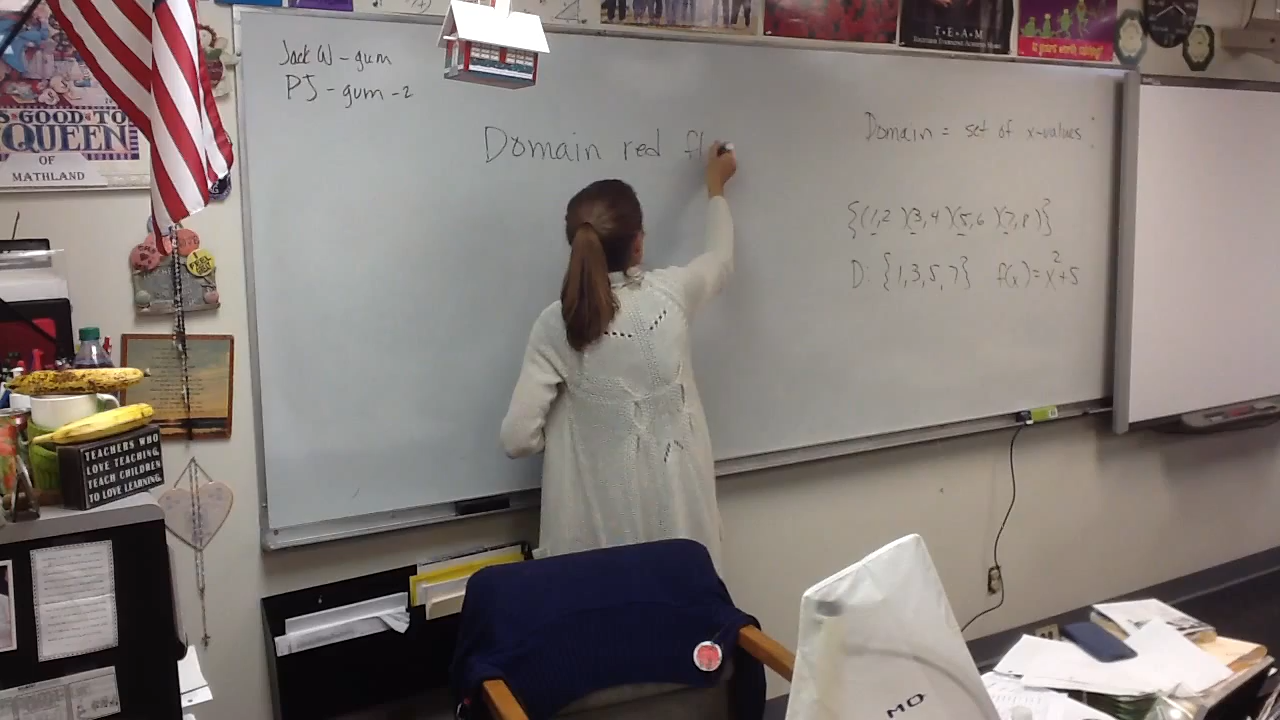 Jack W - gum
PJ - gum - 2
Domain red fl
Domain = set of x-values
{(1,2)(3,4)(5,6)(7,8)}
D: {1,3,5,7} f(x)=x²+5
T·E·A·M
S·GOOD·TO
QUEEN
OF
MATHLAND
I FEEL
TEACHERS WHO
LOVE TEACHING,
TEACH CHILDREN
TO LOVE LEARNING.
MO